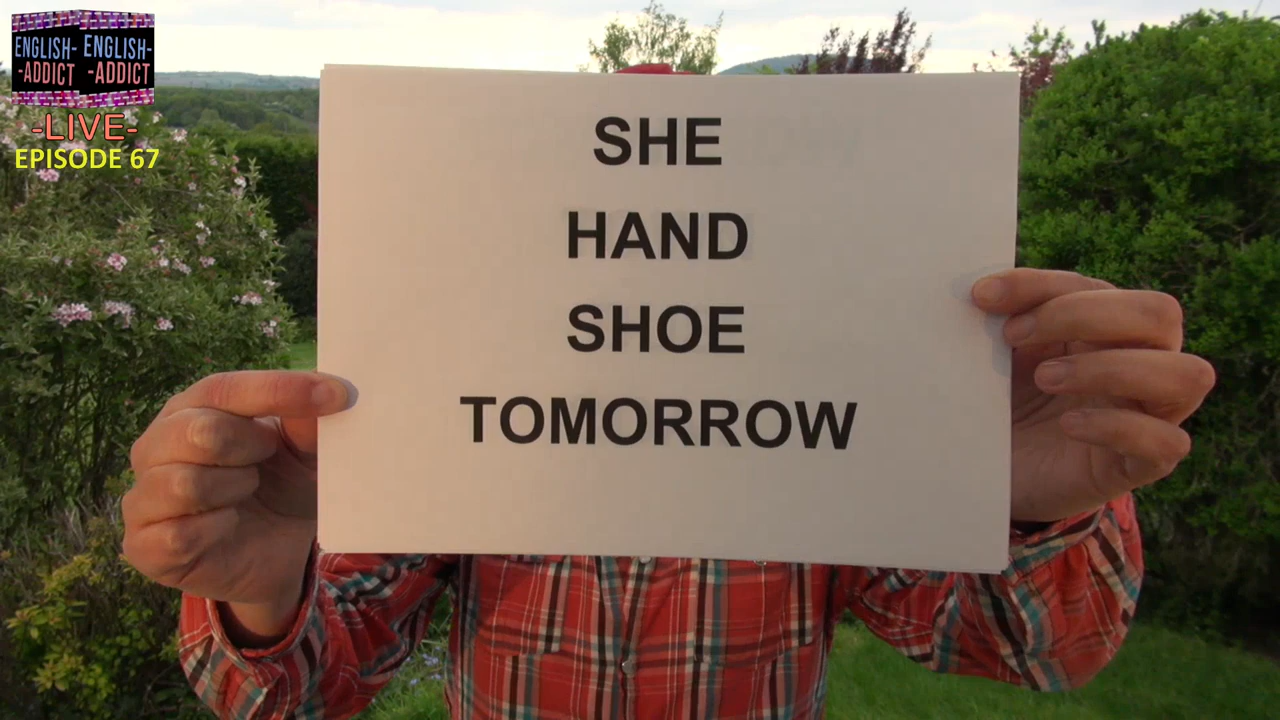 ENGLISH- ENGLISH-
-ADDICT -ADDICT
-LIVE-
EPISODE 67
SHE
HAND
SHOE
TOMORROW